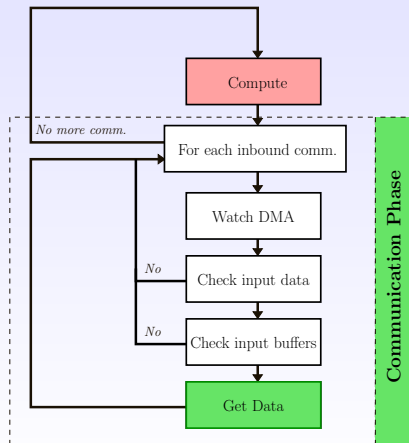 Compute
No more comm.
For each inbound comm.
Watch DMA
No
Check input data
No
Check input buffers
Get Data
Communication Phase